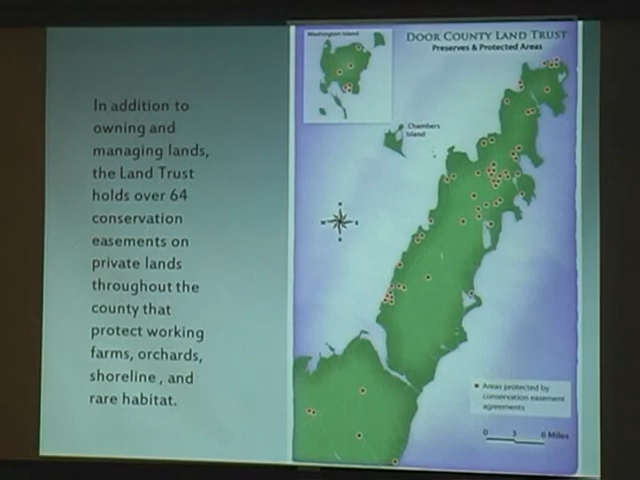 In addition to
owning and
managing lands,
the Land Trust
holds over 64
conservation
easements on
private lands
throughout the
county that
protect working
farms, orchards,
shoreline , and
rare habitat.
Washington Island
DOOR COUNTY LAND TRUST
Preserves & Protected Areas
Chambers
Island
Areas protected by
conservation easement
agreements
0 3 6 Miles